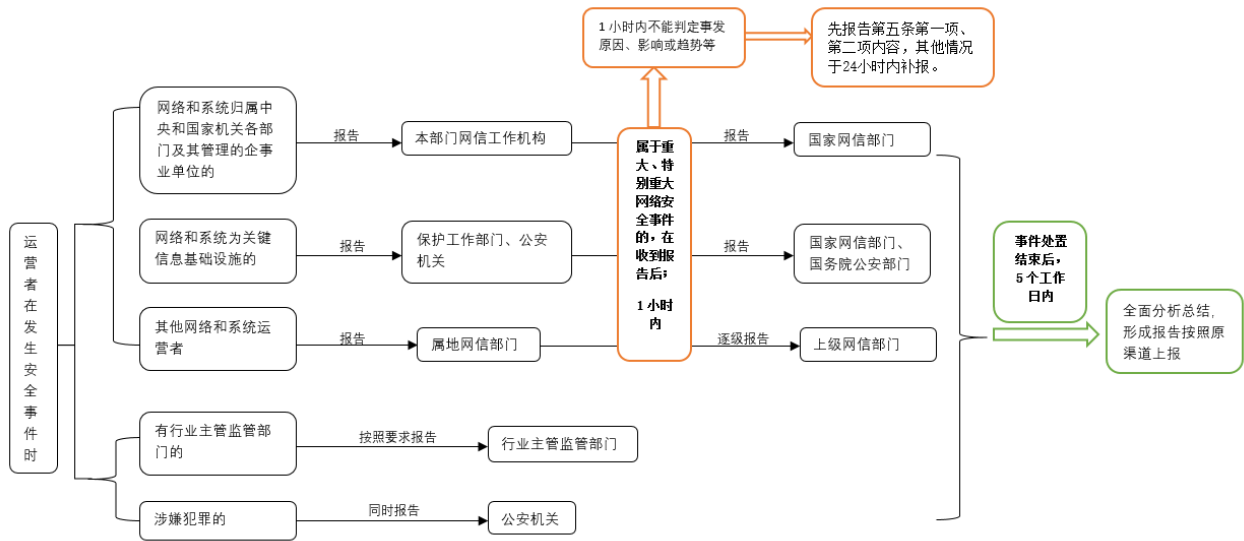 1小时内不能判定事发
原因、影响或趋势等
先报告第五条第一项、
第二项内容，其他情况
于24小时内补报。
运
营
者
在
发
生
安
全
事
件
时
网络和系统归属中
央和国家机关各部
门及其管理的企事
业单位的
报告
本部门网信工作机构
属于重
大、特
别重大
网络安
全事件
的，在
收到报
告后；
1小时
内
报告
国家网信部门
网络和系统为关键
信息基础设施的
报告
保护工作部门、公安
机关
报告
国家网信部门、
国务院公安部门
其他网络和系统运
营者
报告
属地网信部门
逐级报告
上级网信部门
有行业主管监管部
门的
按照要求报告
行业主管监管部门
涉嫌犯罪的
同时报告
公安机关
事件处置
结束后，
5个工作
日内
全面分析总结,
形成报告按照原
渠道上报